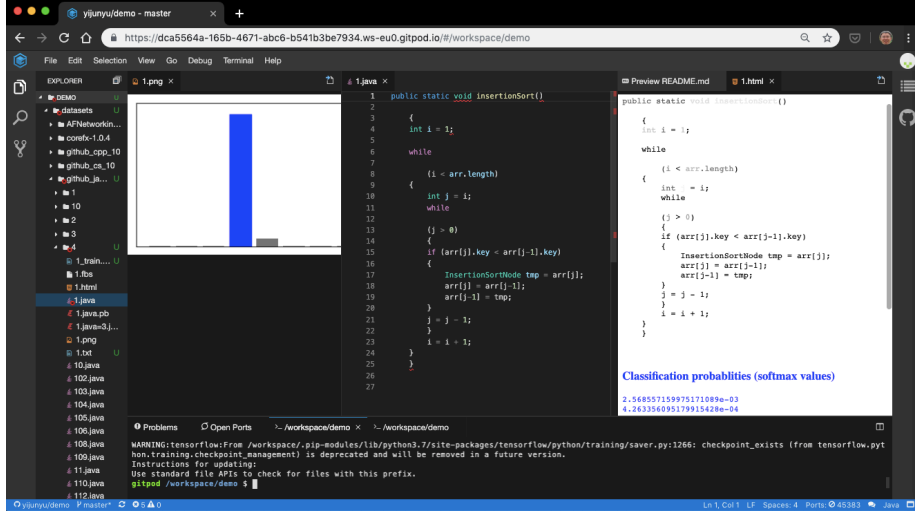 yijunyu/demo - master
https://dca5564a-165b-4671-abc6-b541b3be7934.ws-eu0.gitpod.io/#/workspace/demo
File Edit Selection View Go Debug Terminal Help
EXPLORER
DEMO U
datasets U
AFNetworkin...
corefx-1.0.4
github_cpp_10
github_cs_10
github_ja... U
1
10
2
3
4 U
1_train.... U
1.fbs
1.html
1.java
1.java.pb
1.java=3.j...
1.png
1.txt U
10.java
102.java
103.java
104.java
105.java
106.java
108.java
109.java
11.java
110.java
112.java
1.png
1.java
1 public static void insertionSort()
2
3 {
4 int i = 1;
5
6 while
7
8 (i < arr.length)
9 {
10 int j = i;
11 while
12
13 (j > 0)
14 {
15 if (arr[j].key < arr[j-1].key)
16 {
17 InsertionSortNode tmp = arr[j];
18 arr[j] = arr[j-1];
19 arr[j-1] = tmp;
20 }
21 j = j - 1;
22 }
23 i = i + 1;
24 }
25 }
26
27
Preview README.md 1.html
public static void insertionSort()
{
int i = 1;
while
(i < arr.length)
{
int j = i;
while
(j > 0)
{
if (arr[j].key < arr[j-1].key)
{
InsertionSortNode tmp = arr[j];
arr[j] = arr[j-1];
arr[j-1] = tmp;
}
j = j - 1;
}
i = i + 1;
}
}
Classification probablities (softmax values)
2.568557159975171089e-03
4.263356095179915428e-04
Problems Open Ports >_ /workspace/demo >_ /workspace/demo
WARNING:tensorflow:From /workspace/.pip-modules/lib/python3.7/site-packages/tensorflow/python/training/saver.py:1266: checkpoint_exists (from tensorflow.pyt
hon.training.checkpoint_management) is deprecated and will be removed in a future version.
Instructions for updating:
Use standard file APIs to check for files with this prefix.
gitpod /workspace/demo $
yijunyu/demo master* 5 0 Ln 1, Col 1 LF Spaces: 4 Ports: 45383 Java